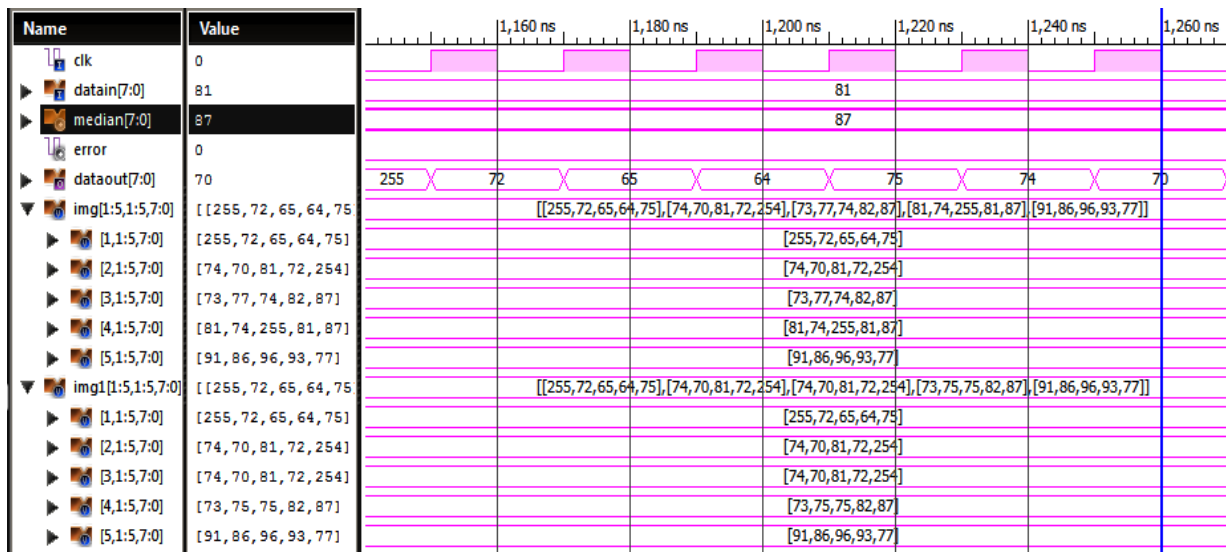 Name Value 1,160 ns 1,180 ns 1,200 ns 1,220 ns 1,240 ns 1,260 ns
clk 0
datain[7:0] 81 81
median[7:0] 87 87
error 0
dataout[7:0] 70 255 72 65 64 75 74 70
img[1:5,1:5,7:0] [[255,72,65,64,75 [[255,72,65,64,75],[74,70,81,72,254],[73,77,74,82,87],[81,74,255,81,87],[91,86,96,93,77]]
[1,1:5,7:0] [255,72,65,64,75] [255,72,65,64,75]
[2,1:5,7:0] [74,70,81,72,254] [74,70,81,72,254]
[3,1:5,7:0] [73,77,74,82,87] [73,77,74,82,87]
[4,1:5,7:0] [81,74,255,81,87] [81,74,255,81,87]
[5,1:5,7:0] [91,86,96,93,77] [91,86,96,93,77]
img1[1:5,1:5,7:0] [[255,72,65,64,75 [[255,72,65,64,75],[74,70,81,72,254],[74,70,81,72,254],[73,75,75,82,87],[91,86,96,93,77]]
[1,1:5,7:0] [255,72,65,64,75] [255,72,65,64,75]
[2,1:5,7:0] [74,70,81,72,254] [74,70,81,72,254]
[3,1:5,7:0] [74,70,81,72,254] [74,70,81,72,254]
[4,1:5,7:0] [73,75,75,82,87] [73,75,75,82,87]
[5,1:5,7:0] [91,86,96,93,77] [91,86,96,93,77]